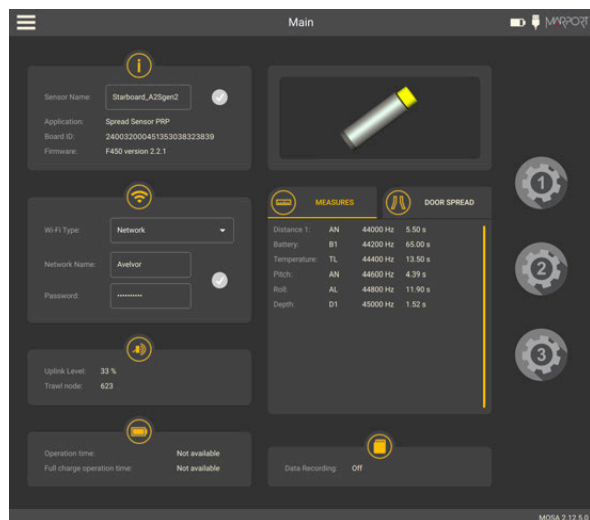 Main
MARPORT
Sensor Name: Starboard_A2Sgen2
Application: Spread Sensor PRP
Board ID: 240032000451353038323839
Firmware: F450 version 2.2.1
Wi-Fi Type: Network
Network Name: Avelvor
Password: ··········
Uplink Level: 33 %
Trawl node: 623
Operation time: Not available
Full charge operation time: Not available
MEASURES DOOR SPREAD
Distance 1: AN 44000 Hz 5.50 s
Battery: B1 44200 Hz 65.00 s
Temperature: TL 44400 Hz 13.50 s
Pitch: AN 44600 Hz 4.39 s
Roll: AL 44800 Hz 11.90 s
Depth: D1 45000 Hz 1.52 s
Data Recording: Off
1
2
3
MOSA 2.12.5.0